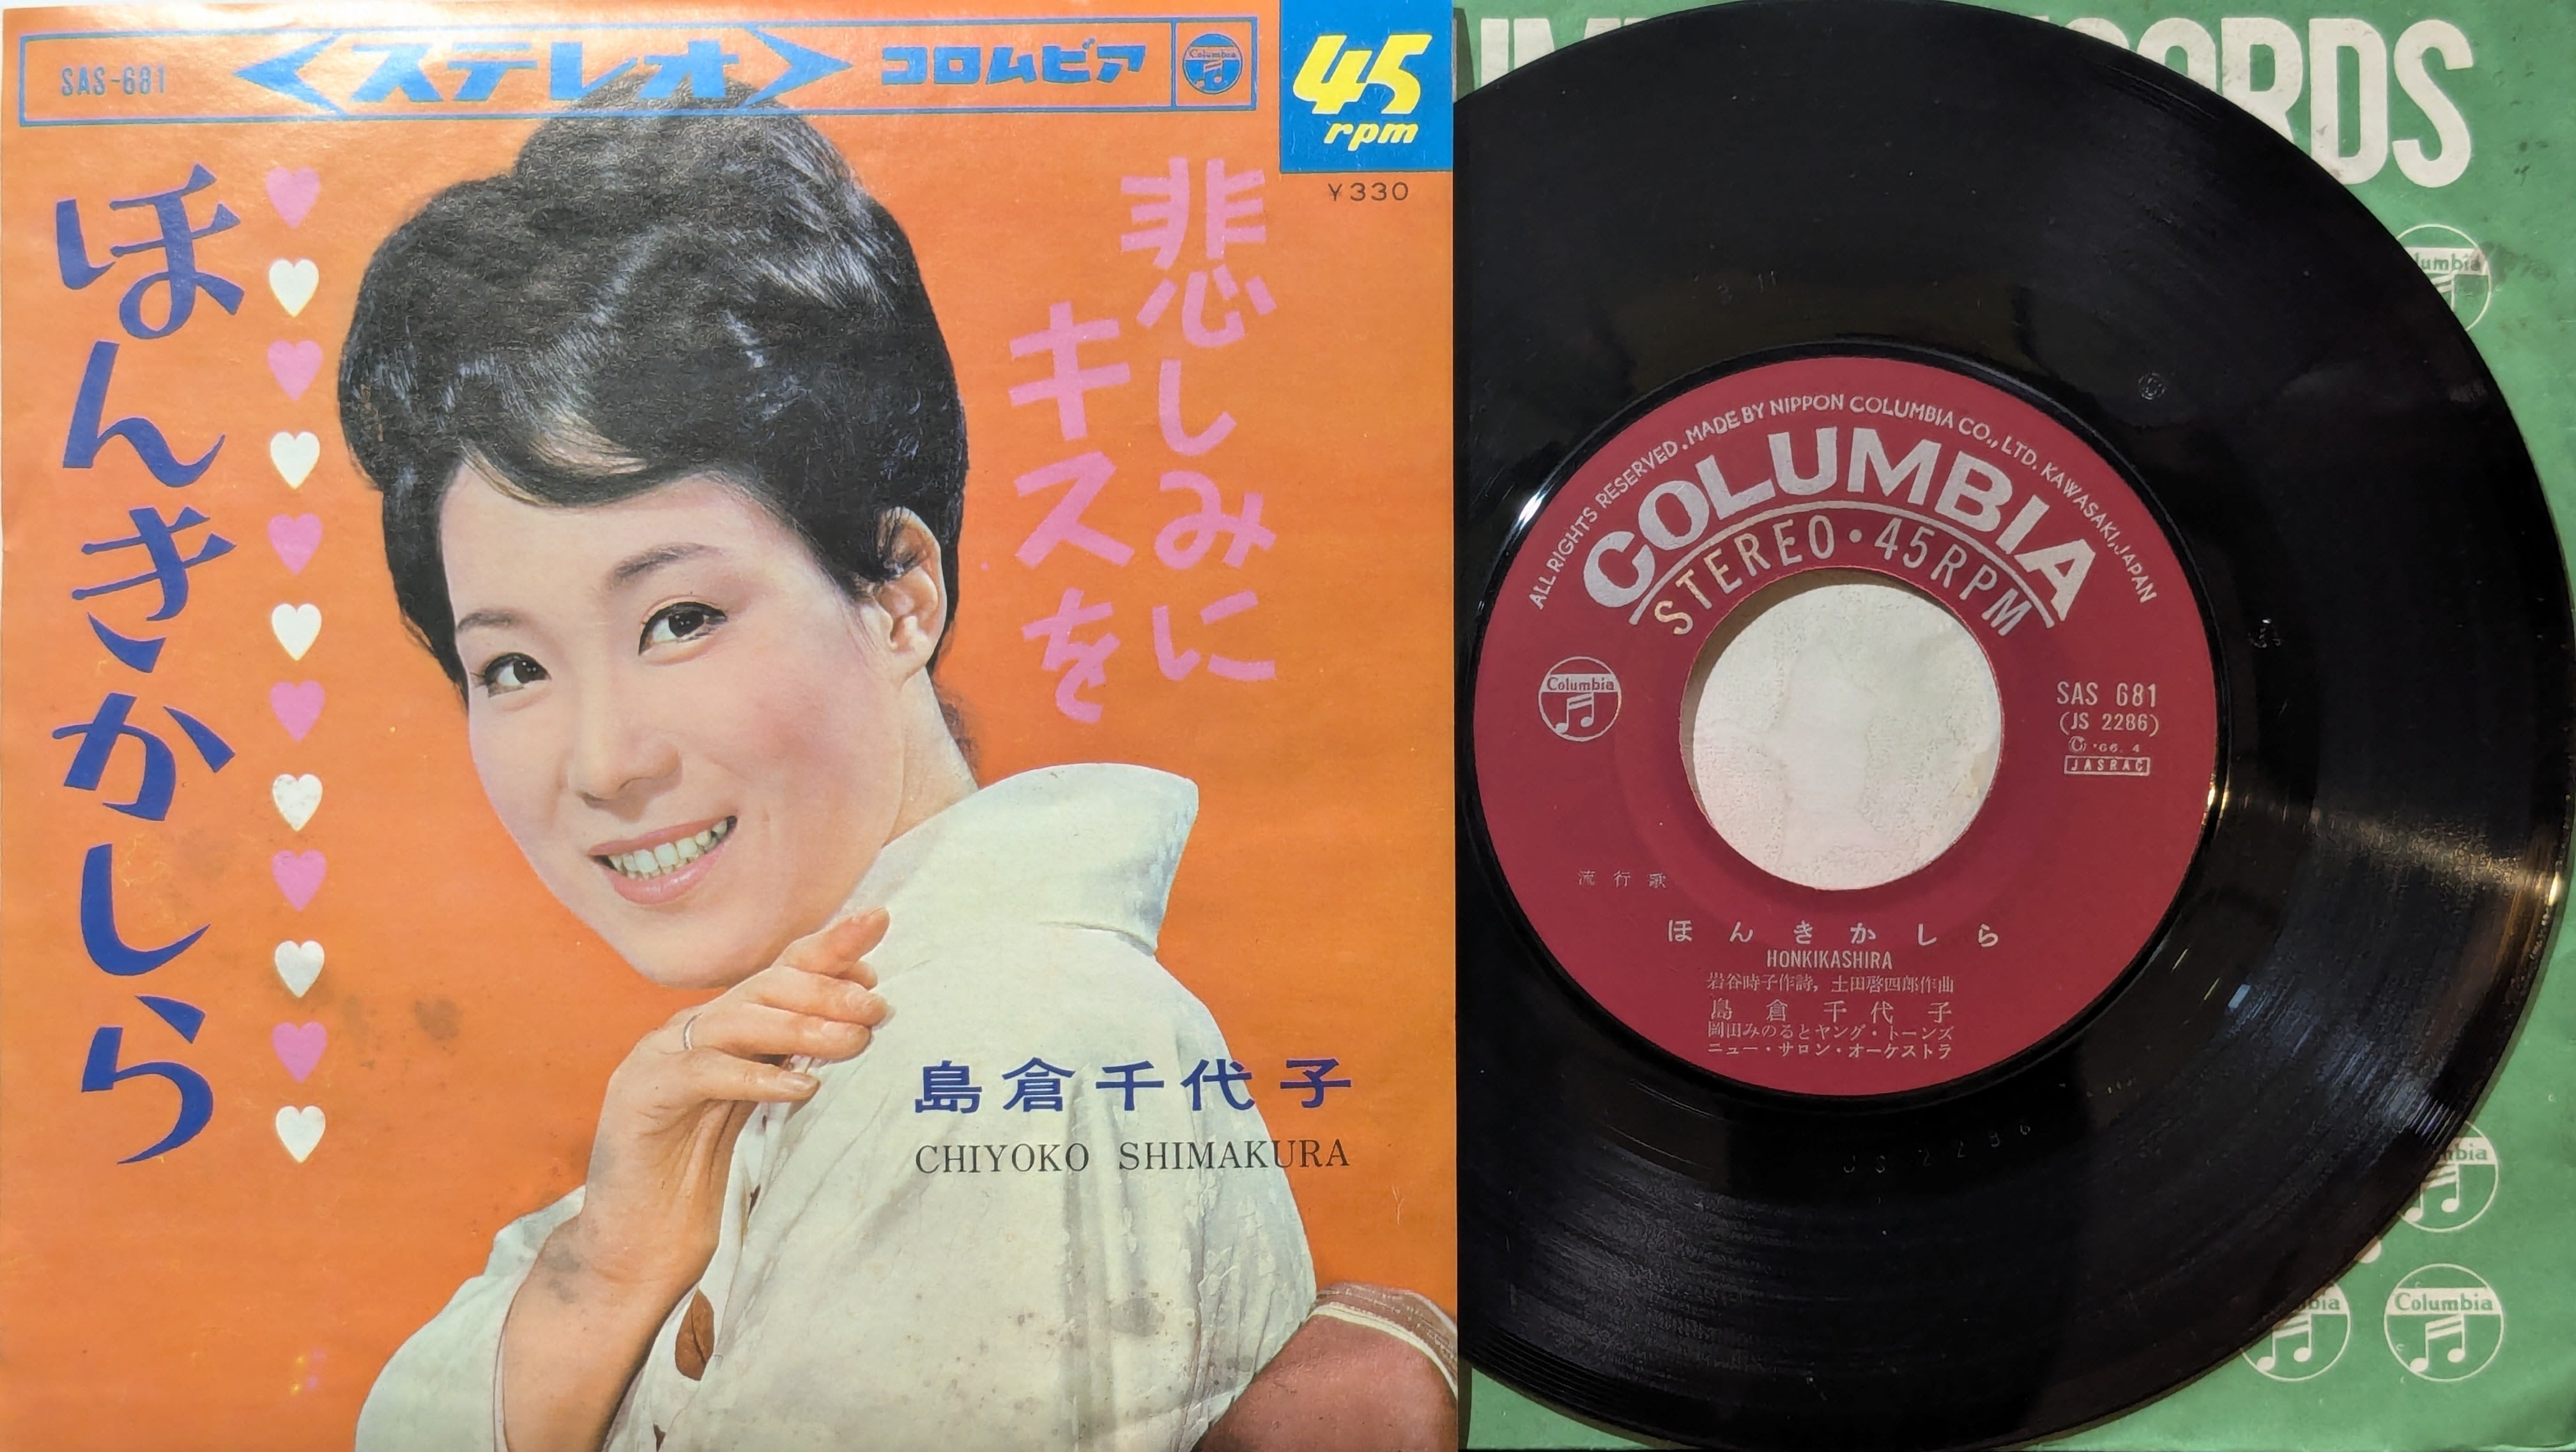 SAS-681
<ステレオ>
コロムビア
Columbia
45
rpm
¥330
ほんきかしら
悲しみに
キスを
島倉千代子
CHIYOKO SHIMAKURA
ORDS
umbia
ALL RIGHTS RESERVED. MADE BY NIPPON COLUMBIA CO., LTD. KAWASAKI, JAPAN
COLUMBIA
STEREO・45RPM
Columbia
SAS 681
(JS 2286)
Ⓒ '66. 4
JASRAC
流行歌
ほんきかしら
HONKIKASHIRA
岩谷時子作詩, 土田啓四郎作曲
島倉千代子
岡田みのるとヤング・トーンズ
ニュー・サロン・オーケストラ
mbia
bia
Columbia